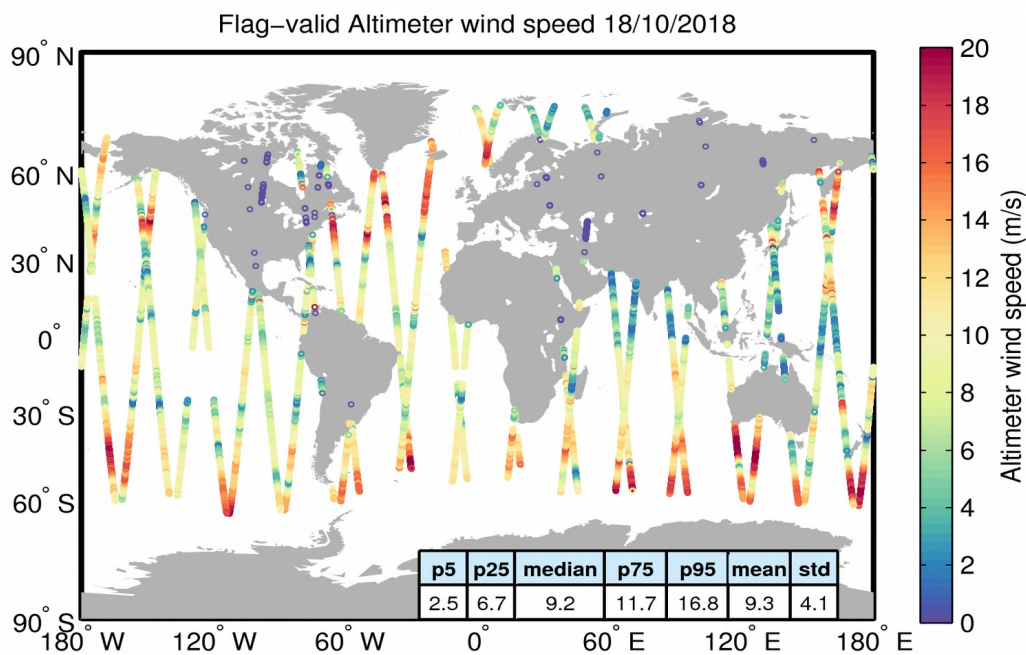 Flag−valid Altimeter wind speed 18/10/2018
90° N
60° N
30° N
0°
30° S
60° S
90° S
180° W
120° W
60° W
0°
60° E
120° E
180° E
p5 p25 median p75 p95 mean std
2.5 6.7 9.2 11.7 16.8 9.3 4.1
20
18
16
14
12
10
8
6
4
2
0
Altimeter wind speed (m/s)